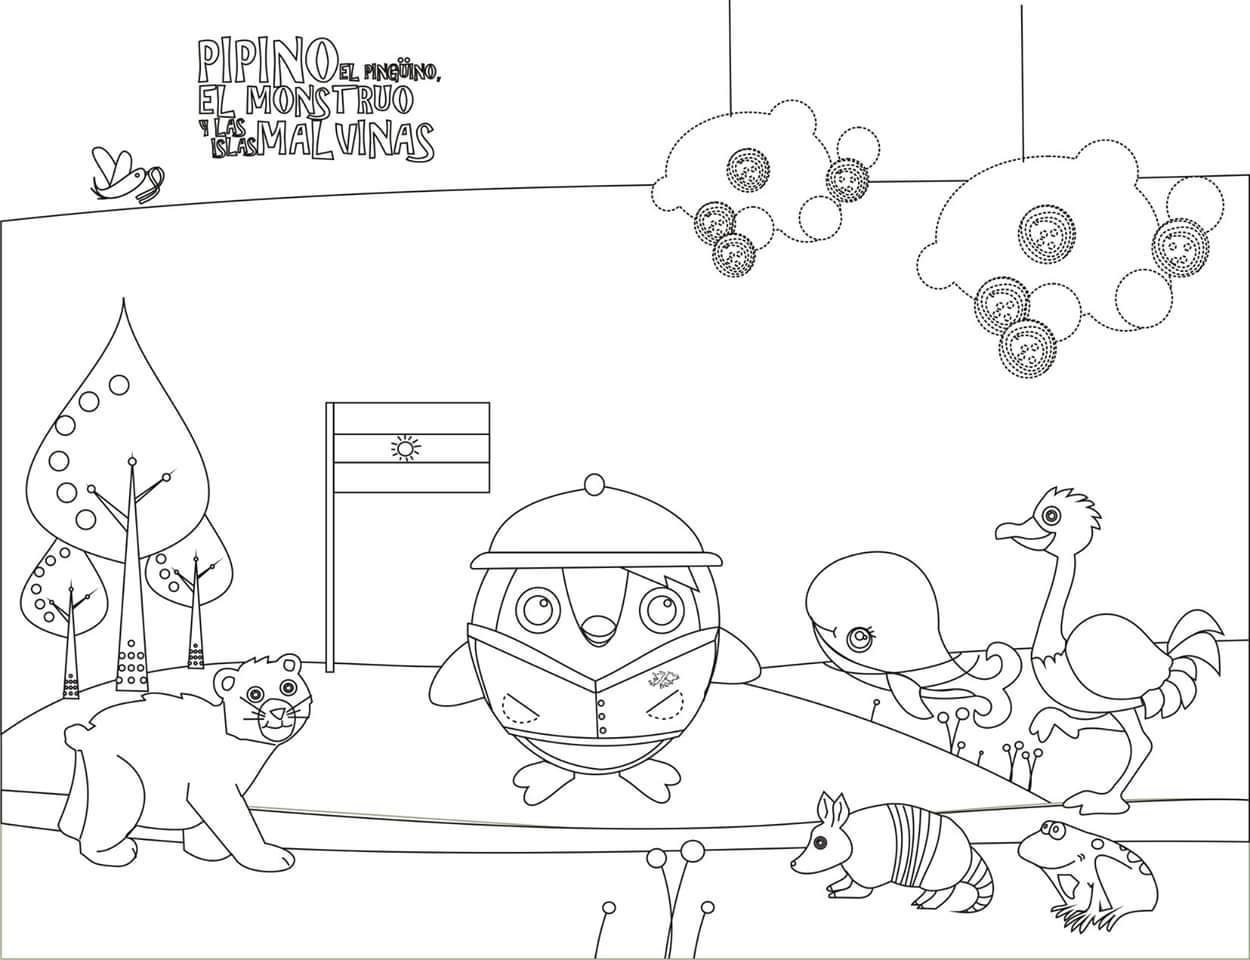 PIPINO EL PINGÜINO,
EL MONSTRUO
Y LAS ISLAS MALVINAS